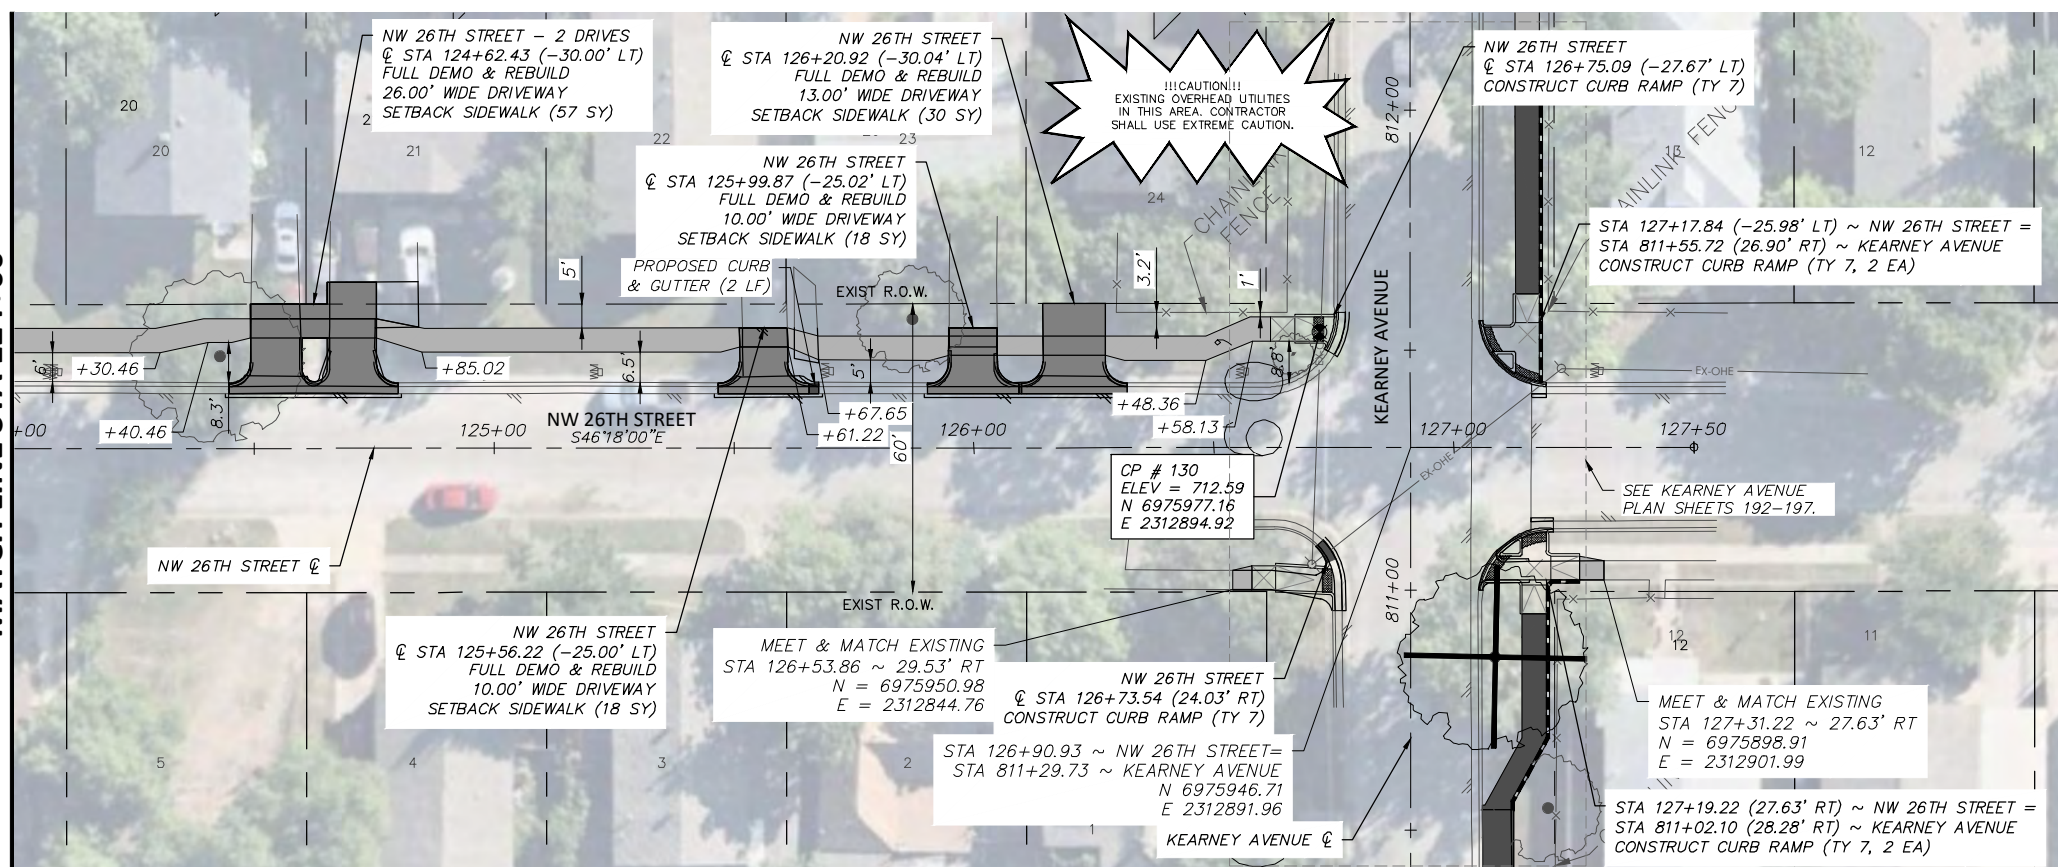 NW 26TH STREET – 2 DRIVES
℄ STA 124+62.43 (–30.00' LT)
FULL DEMO & REBUILD
26.00' WIDE DRIVEWAY
SETBACK SIDEWALK (57 SY)
NW 26TH STREET
℄ STA 126+20.92 (–30.04' LT)
FULL DEMO & REBUILD
13.00' WIDE DRIVEWAY
SETBACK SIDEWALK (30 SY)
!!!CAUTION!!!
EXISTING OVERHEAD UTILITIES
IN THIS AREA. CONTRACTOR
SHALL USE EXTREME CAUTION.
812+00
NW 26TH STREET
℄ STA 126+75.09 (–27.67' LT)
CONSTRUCT CURB RAMP (TY 7)
20
20
21
22
23
24
13
12
CHAINLINK
FENCE
NW 26TH STREET
℄ STA 125+99.87 (–25.02' LT)
FULL DEMO & REBUILD
10.00' WIDE DRIVEWAY
SETBACK SIDEWALK (18 SY)
STA 127+17.84 (–25.98' LT) ~ NW 26TH STREET =
STA 811+55.72 (26.90' RT) ~ KEARNEY AVENUE
CONSTRUCT CURB RAMP (TY 7, 2 EA)
PROPOSED CURB
& GUTTER (2 LF)
5'
EXIST R.O.W.
3.2'
1'
KEARNEY AVENUE
6'
+30.46
+85.02
6.5'
5'
9'
8.8'
EX-OHE
+40.46
8.3'
+67.65
+61.22
+48.36
+58.13
+00
125+00
NW 26TH STREET
S46°18'00"E
60'
126+00
127+00
127+50
EX-OHE
CP # 130
ELEV = 712.59
N 6975977.16
E 2312894.92
SEE KEARNEY AVENUE
PLAN SHEETS 192–197.
NW 26TH STREET ℄
EXIST R.O.W.
811+00
NW 26TH STREET
℄ STA 125+56.22 (–25.00' LT)
FULL DEMO & REBUILD
10.00' WIDE DRIVEWAY
SETBACK SIDEWALK (18 SY)
MEET & MATCH EXISTING
STA 126+53.86 ~ 29.53' RT
N = 6975950.98
E = 2312844.76
NW 26TH STREET
℄ STA 126+73.54 (24.03' RT)
CONSTRUCT CURB RAMP (TY 7)
12
12
11
MEET & MATCH EXISTING
STA 127+31.22 ~ 27.63' RT
N = 6975898.91
E = 2312901.99
STA 126+90.93 ~ NW 26TH STREET=
STA 811+29.73 ~ KEARNEY AVENUE
N 6975946.71
E 2312891.96
5
4
3
2
1
KEARNEY AVENUE ℄
STA 127+19.22 (27.63' RT) ~ NW 26TH STREET =
STA 811+02.10 (28.28' RT) ~ KEARNEY AVENUE
CONSTRUCT CURB RAMP (TY 7, 2 EA)